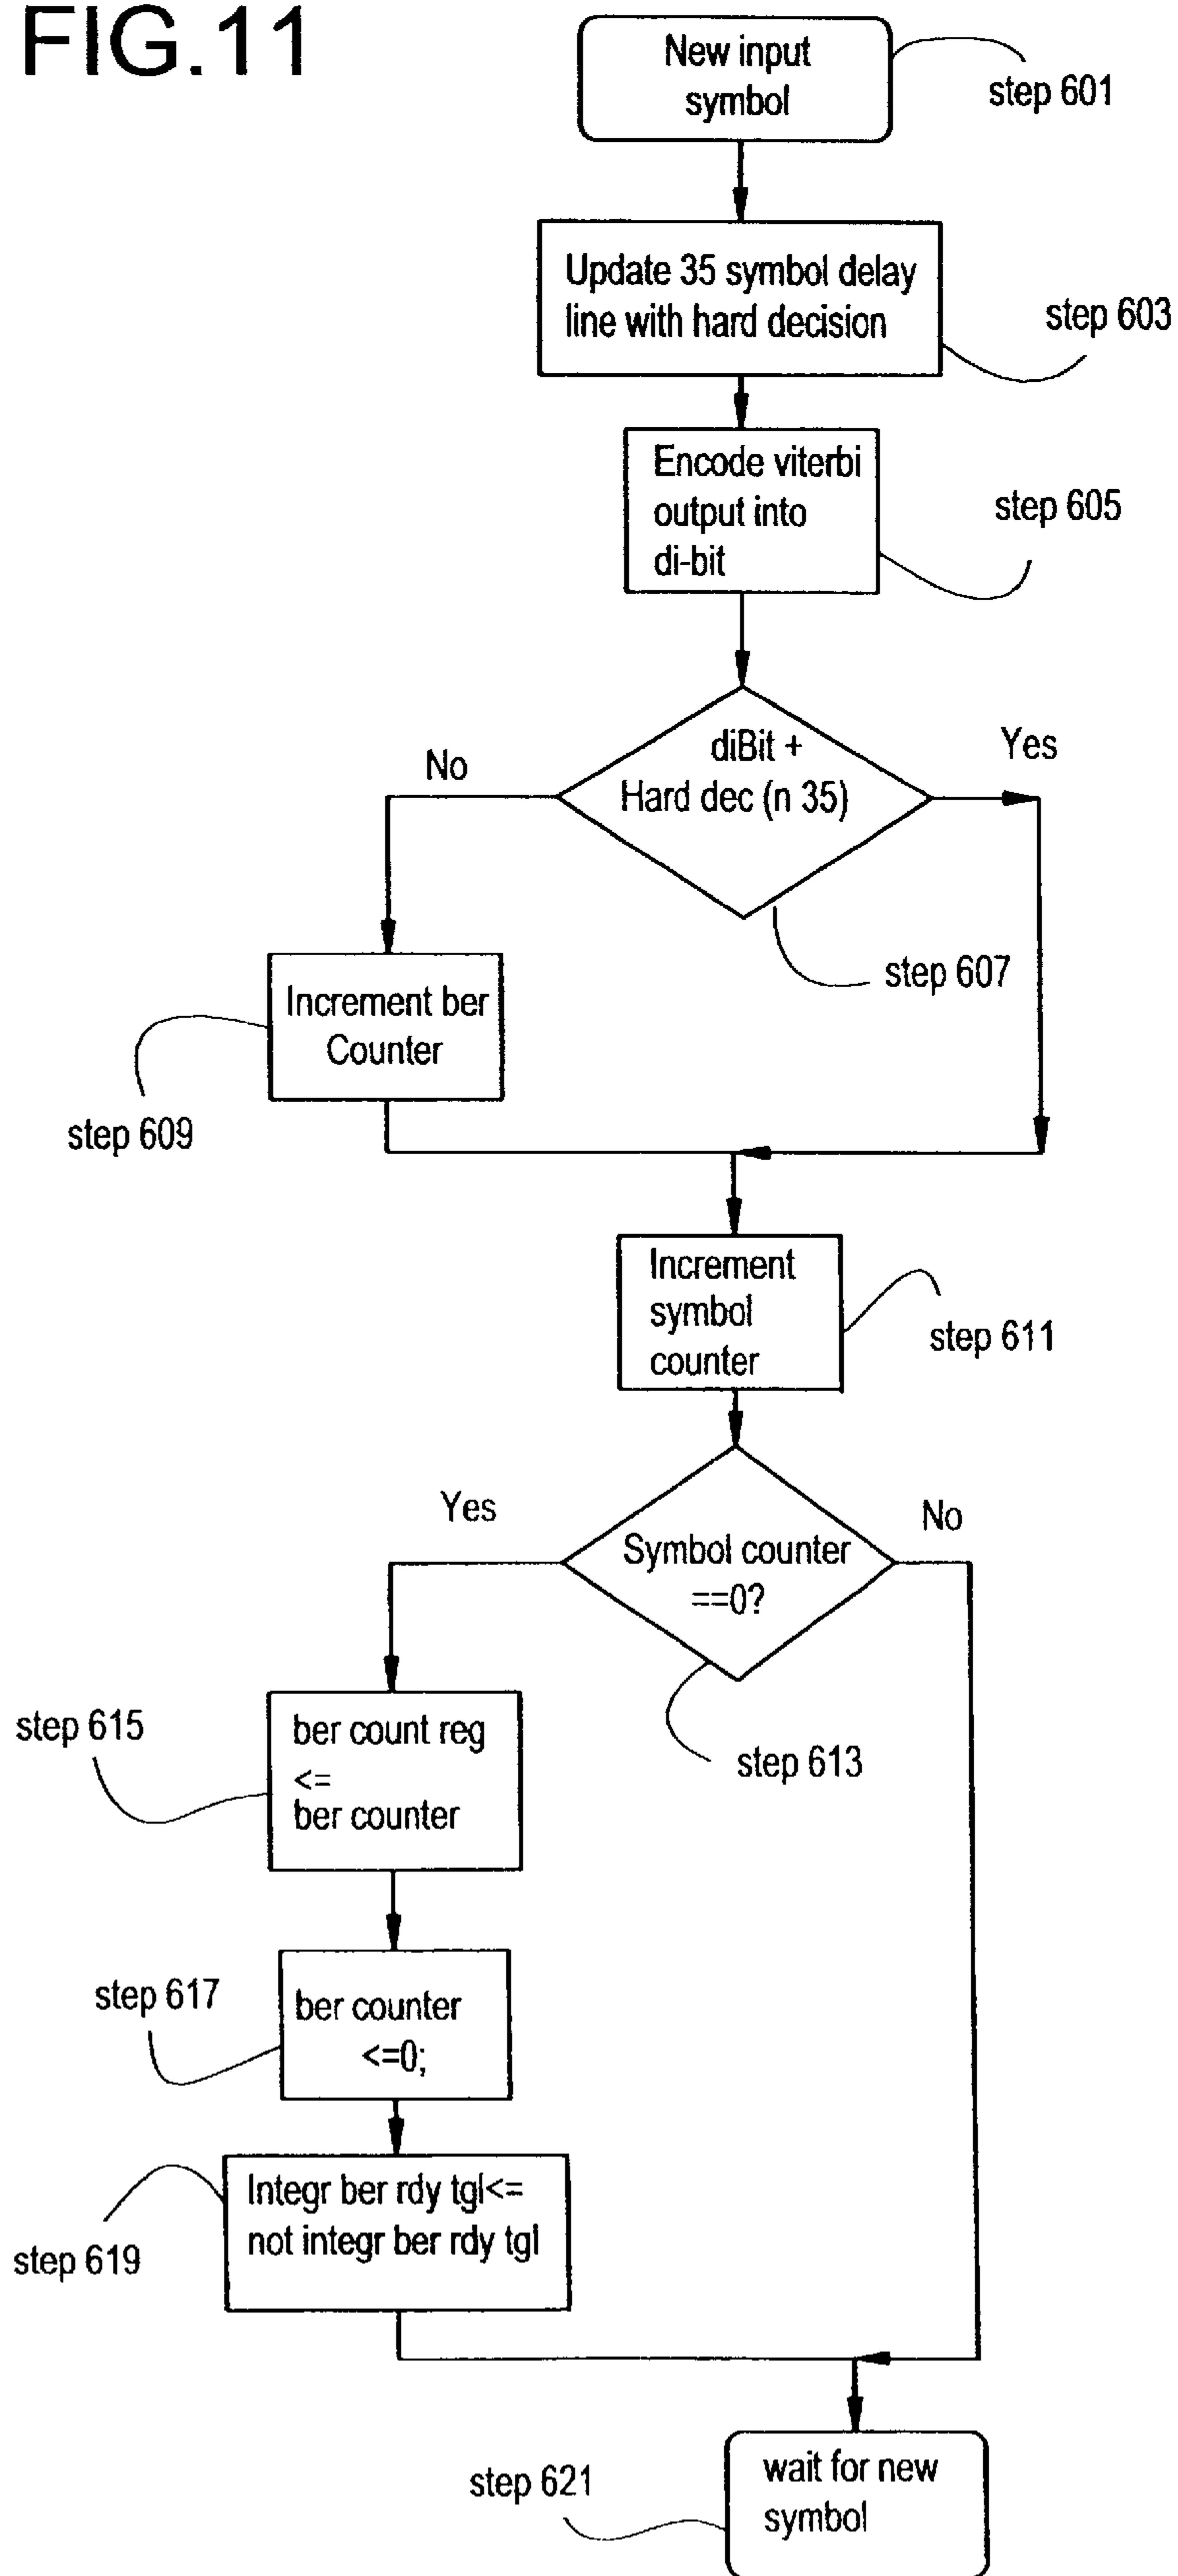 FIG.11
New input
symbol
step 601
Update 35 symbol delay
line with hard decision
step 603
Encode viterbi
output into
di-bit
step 605
diBit +
Hard dec (n 35)
No
Yes
step 607
Increment ber
Counter
step 609
Increment
symbol
counter
step 611
Symbol counter
==0?
Yes
No
step 613
ber count reg
<=
ber counter
step 615
ber counter
<=0;
step 617
Integr ber rdy tgl<=
not integr ber rdy tgl
step 619
wait for new
symbol
step 621